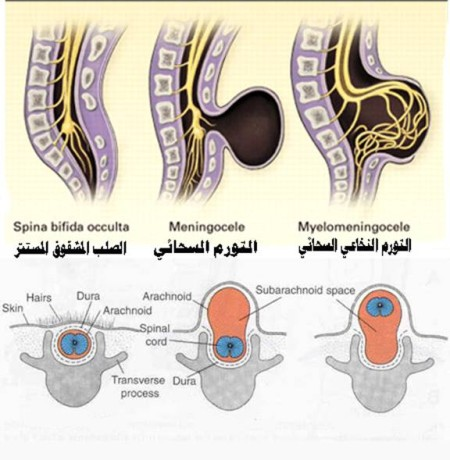 Spina bifida occulta
Meningocele
Myelomeningocele
الصلب المشقوق المستتر
التورم السحائي
التورم النخاعي السحائي
Hairs
Dura
Skin
Arachnoid
Transverse
process
Arachnoid
Spinal
cord
Dura
Subarachnoid space